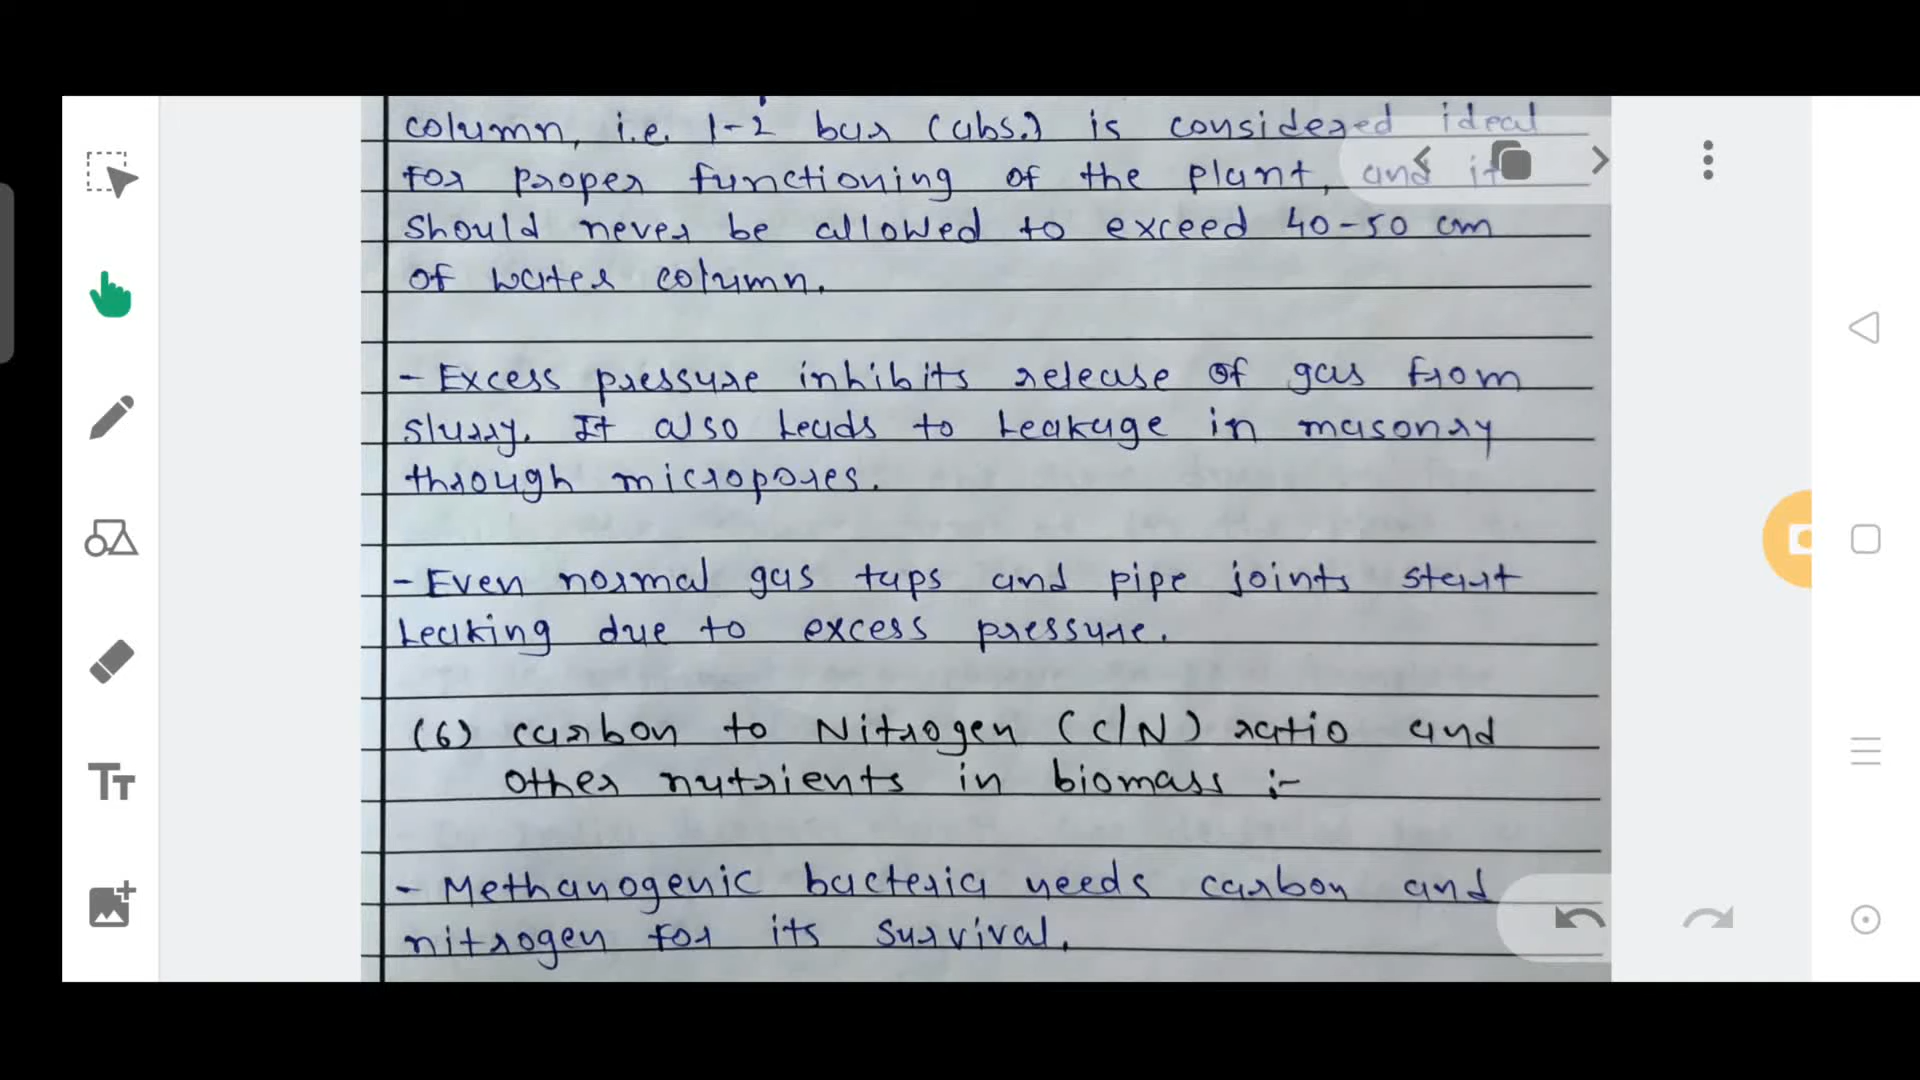 column, i.e. 1-2 bar (abs.) is considered ideal
for proper functioning of the plant, and it
should never be allowed to exceed 40-50 cm
of water column.
- Excess pressure inhibits release of gas from
slurry. It also leads to leakage in masonry
through micropores.
- Even normal gas taps and pipe joints start
leaking due to excess pressure.
(6) carbon to Nitrogen (C/N) ratio and
other nutrients in biomass :-
- Methanogenic bacteria needs carbon and
nitrogen for its survival.
TT